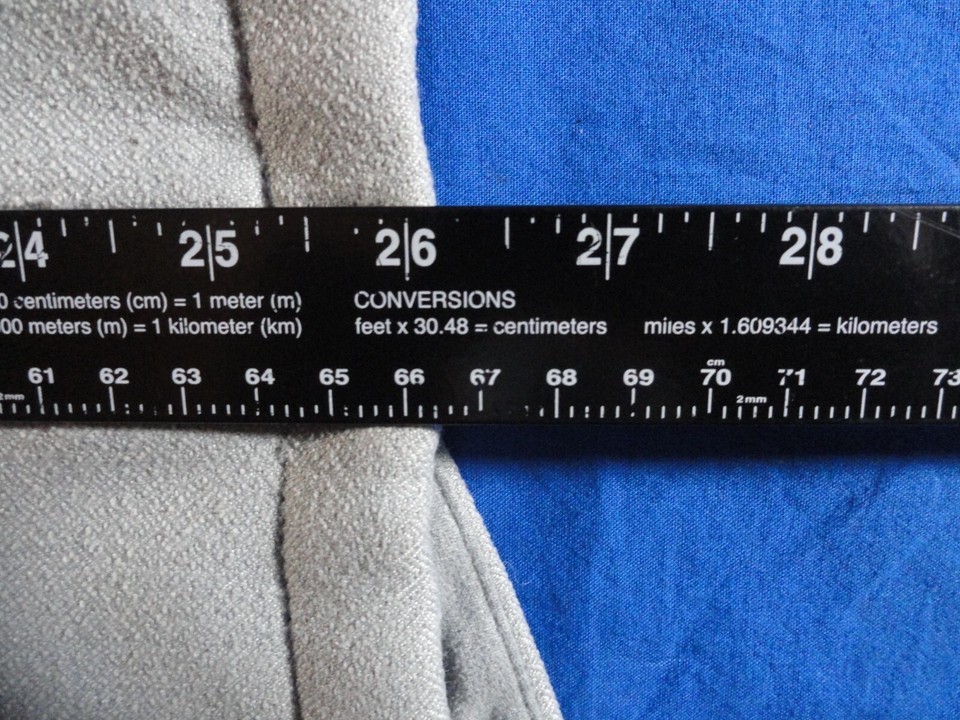 24 25 26 27 28
0 centimeters (cm) = 1 meter (m) CONVERSIONS
00 meters (m) = 1 kilometer (km) feet x 30.48 = centimeters miles x 1.609344 = kilometers
cm
61 62 63 64 65 66 67 68 69 70 71 72 73
2mm 2mm